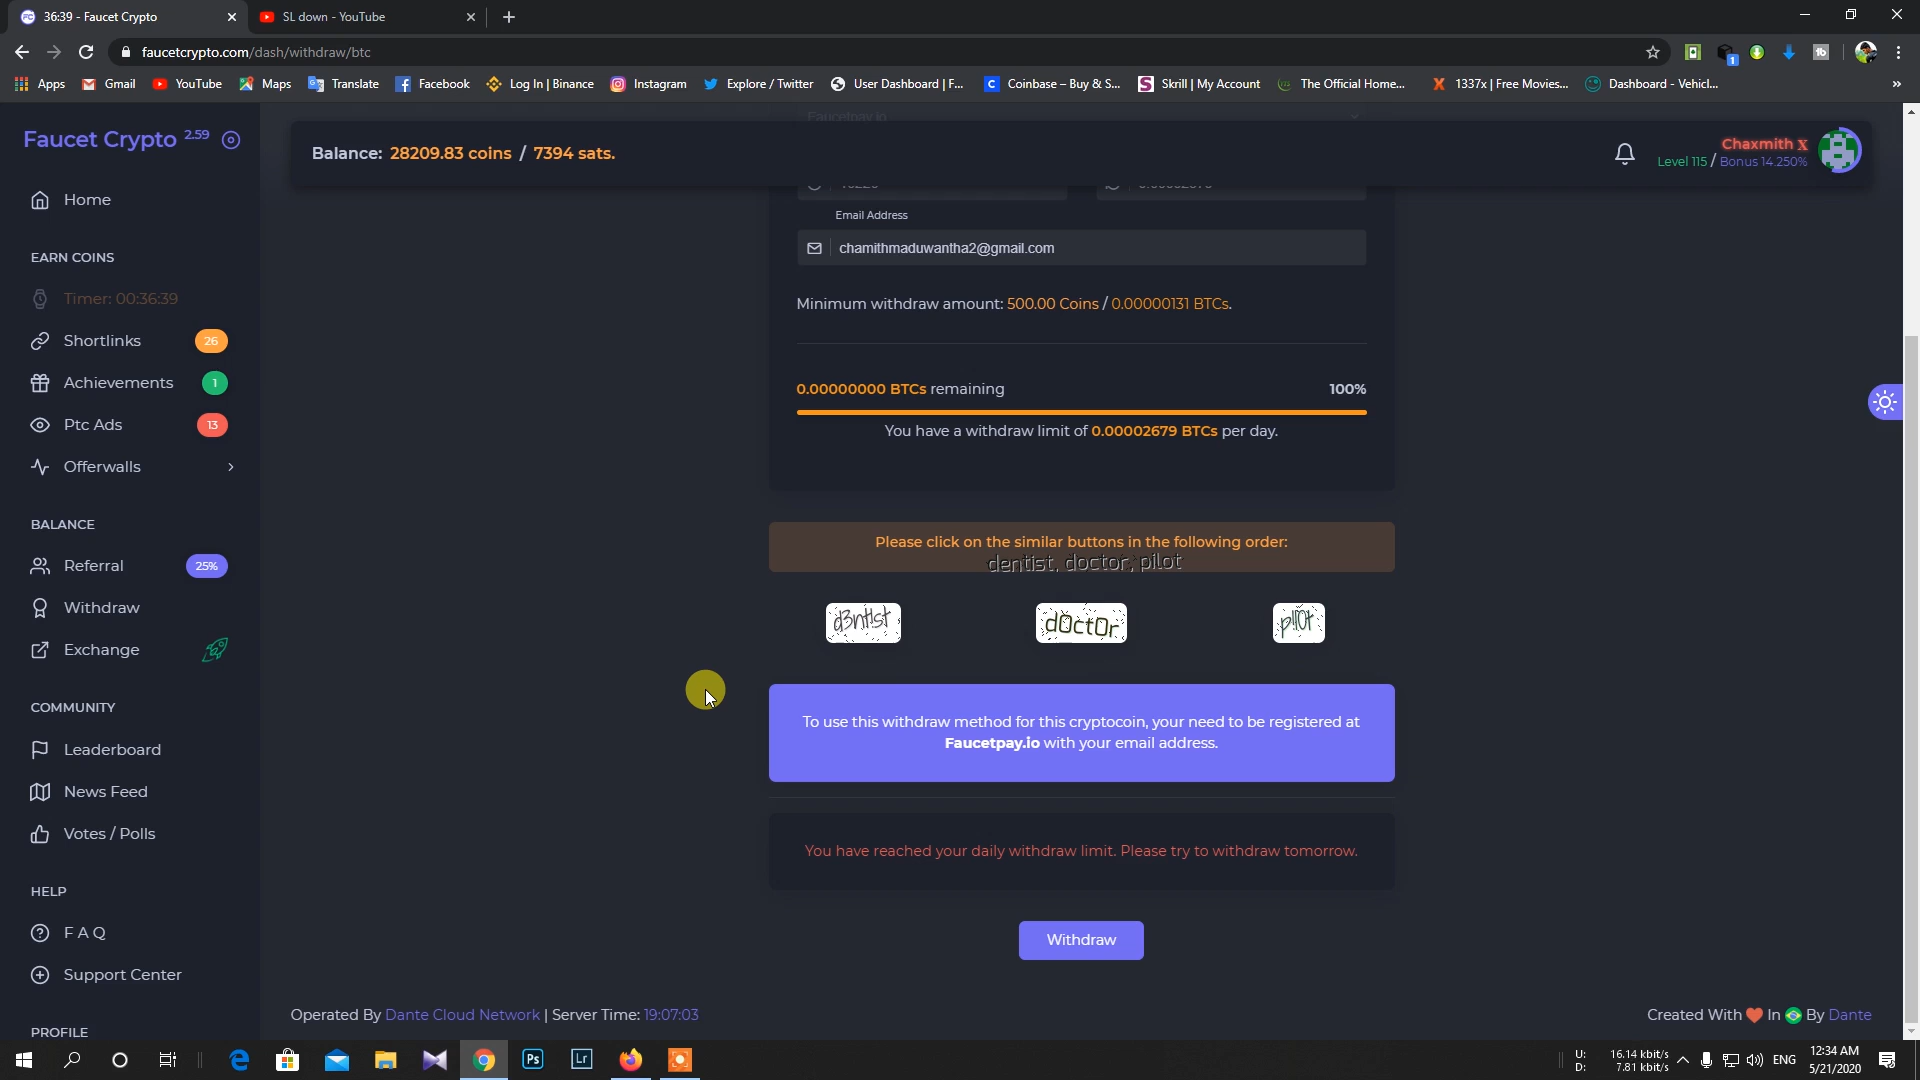 36:39 - Faucet Crypto
SL down - YouTube
faucetcrypto.com/dash/withdraw/btc
Apps
Gmail
YouTube
Maps
Translate
Facebook
Log In | Binance
Instagram
Explore / Twitter
User Dashboard | F...
Coinbase – Buy & S...
Skrill | My Account
The Official Home...
1337x | Free Movies...
Dashboard - Vehicl...
»
Faucet Crypto 2.59
Faucetpay.io
Balance: 28209.83 coins / 7394 sats.
Chaxmith X
Level 115 / Bonus 14.250%
Home
EARN COINS
Timer: 00:36:39
Shortlinks 26
Achievements 1
Ptc Ads 13
Offerwalls
BALANCE
Referral 25%
Withdraw
Exchange
COMMUNITY
Leaderboard
News Feed
Votes / Polls
HELP
F A Q
Support Center
PROFILE
Email Address
chamithmaduwantha2@gmail.com
Minimum withdraw amount: 500.00 Coins / 0.00000131 BTCs.
0.00000000 BTCs remaining 100%
You have a withdraw limit of 0.00002679 BTCs per day.
Please click on the similar buttons in the following order:
dentist, doctor, pilot
d3nt!st
d0ct0r
p!l0t
To use this withdraw method for this cryptocoin, your need to be registered at
Faucetpay.io with your email address.
You have reached your daily withdraw limit. Please try to withdraw tomorrow.
Withdraw
Operated By Dante Cloud Network | Server Time: 19:07:03
Created With In By Dante
Ps
Lr
U: 16.14 kbit/s
D: 7.81 kbit/s
ENG
12:34 AM
5/21/2020